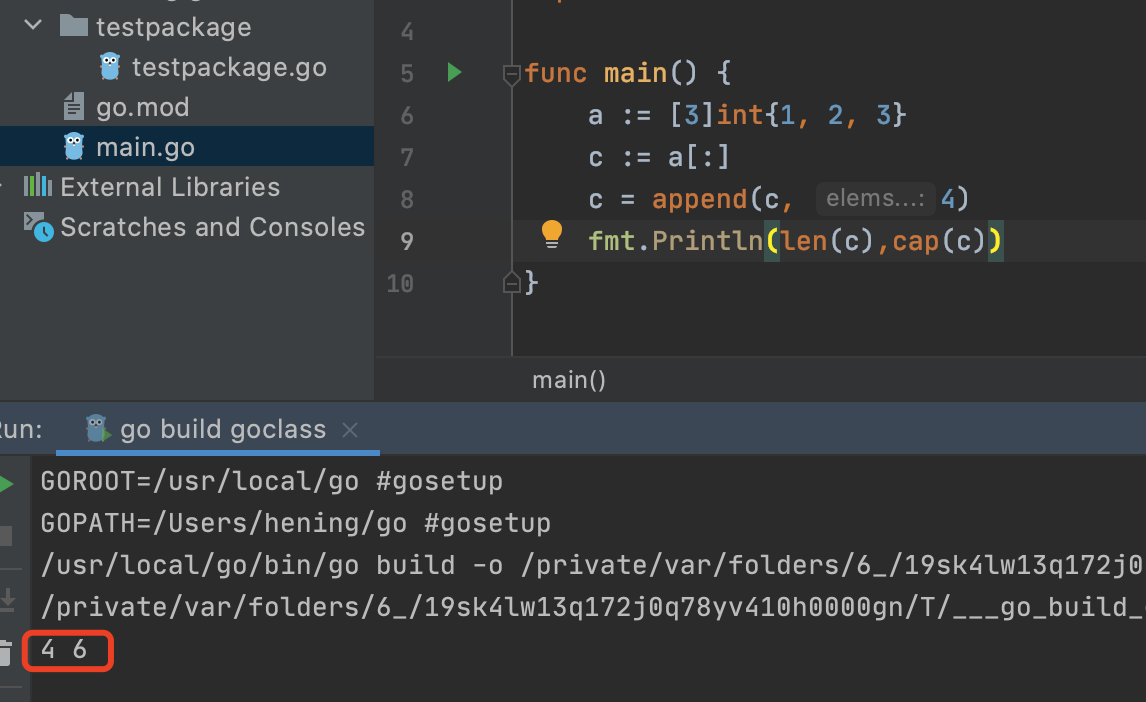 testpackage
testpackage.go
go.mod
main.go
External Libraries
Scratches and Consoles
4
5 func main() {
6 a := [3]int{1, 2, 3}
7 c := a[:]
8 c = append(c, elems...: 4)
9 fmt.Println(len(c),cap(c))
10 }
main()
Run: go build goclass
GOROOT=/usr/local/go #gosetup
GOPATH=/Users/hening/go #gosetup
/usr/local/go/bin/go build -o /private/var/folders/6_/19sk4lw13q172j0
/private/var/folders/6_/19sk4lw13q172j0q78yv410h0000gn/T/___go_build_
4 6